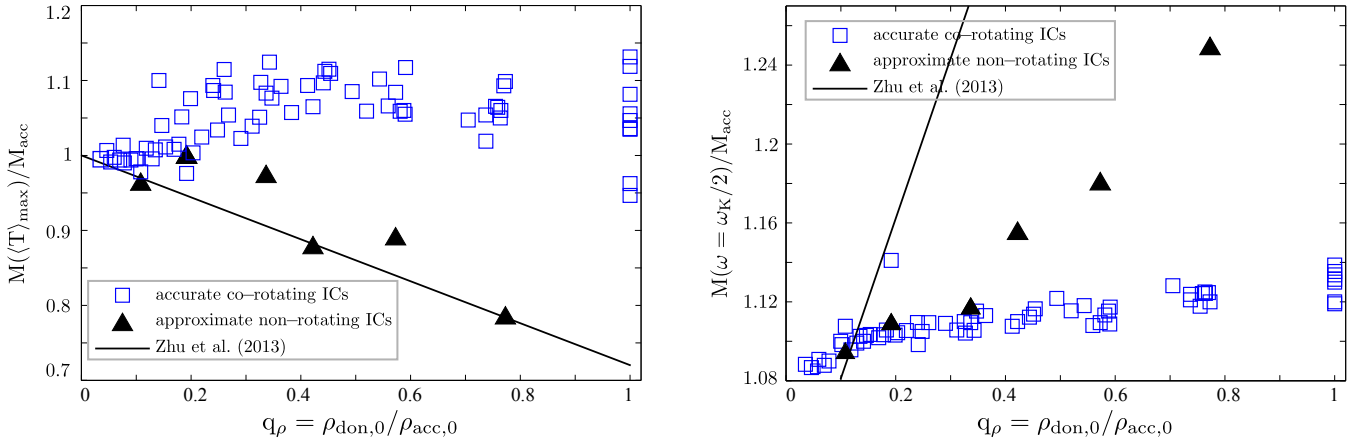 1.2
1.1
1
0.9
0.8
0.7
M(⟨T⟩max)/Macc
accurate co−rotating ICs
approximate non−rotating ICs
Zhu et al. (2013)
0 0.2 0.4 0.6 0.8 1
qρ = ρdon,0/ρacc,0
1.24
1.2
1.16
1.12
1.08
M(ω = ωK/2)/Macc
accurate co−rotating ICs
approximate non−rotating ICs
Zhu et al. (2013)
0 0.2 0.4 0.6 0.8 1
qρ = ρdon,0/ρacc,0